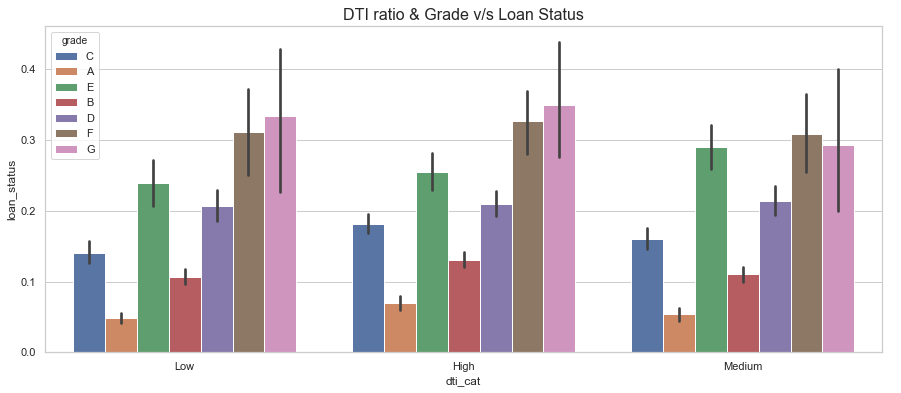 DTI ratio & Grade v/s Loan Status
grade
C
A
E
B
D
F
G
loan_status
0.4
0.3
0.2
0.1
0.0
Low
High
Medium
dti_cat